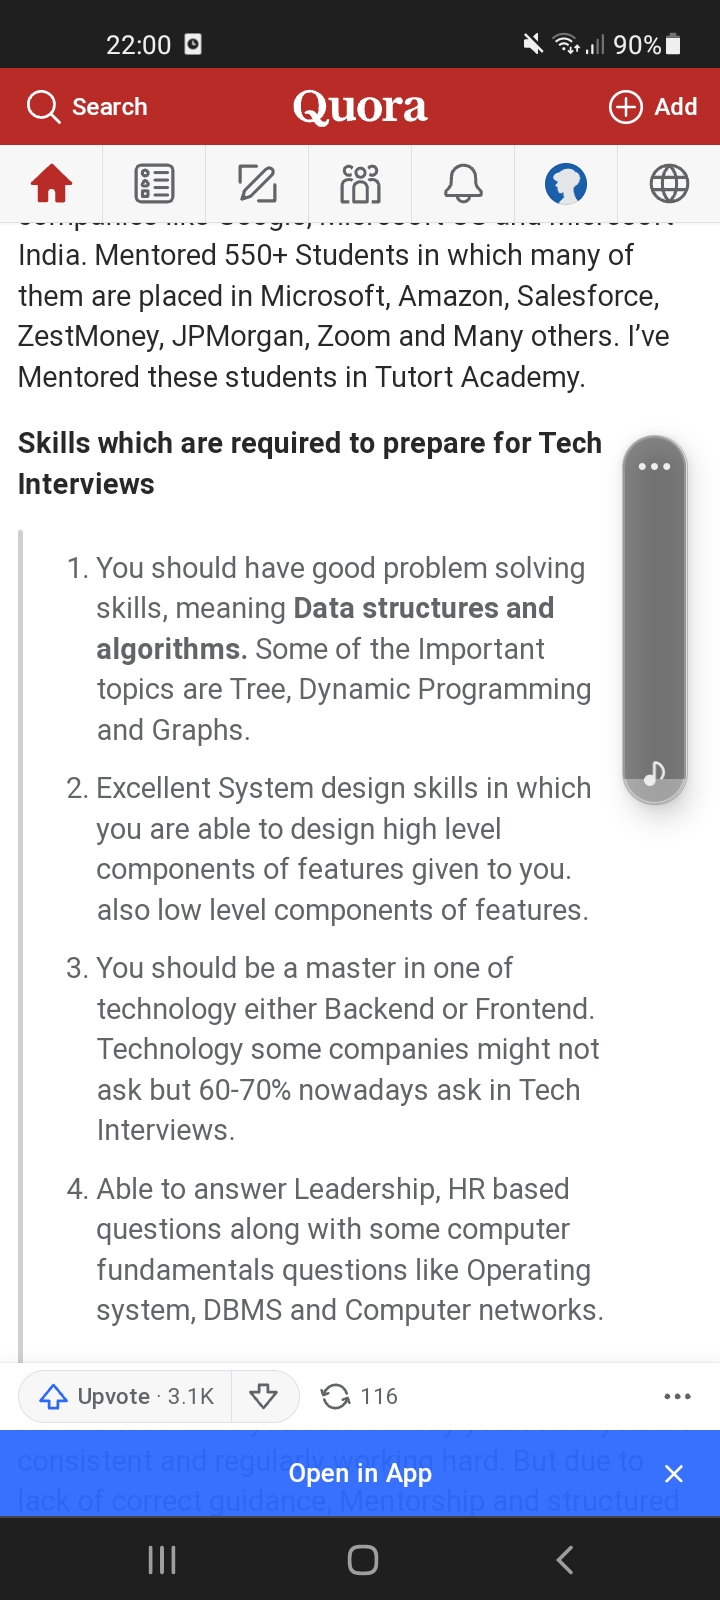 22:00
90%
Search
Quora
Add
companies like Google, Microsoft US and Microsoft
India. Mentored 550+ Students in which many of
them are placed in Microsoft, Amazon, Salesforce,
ZestMoney, JPMorgan, Zoom and Many others. I've
Mentored these students in Tutort Academy.
Skills which are required to prepare for Tech
Interviews
1. You should have good problem solving
skills, meaning Data structures and
algorithms. Some of the Important
topics are Tree, Dynamic Programming
and Graphs.
2. Excellent System design skills in which
you are able to design high level
components of features given to you.
also low level components of features.
3. You should be a master in one of
technology either Backend or Frontend.
Technology some companies might not
ask but 60-70% nowadays ask in Tech
Interviews.
4. Able to answer Leadership, HR based
questions along with some computer
fundamentals questions like Operating
system, DBMS and Computer networks.
Upvote · 3.1K
116
consistent and regularly working hard. But due to
Open in App
lack of correct guidance, Mentorship and structured